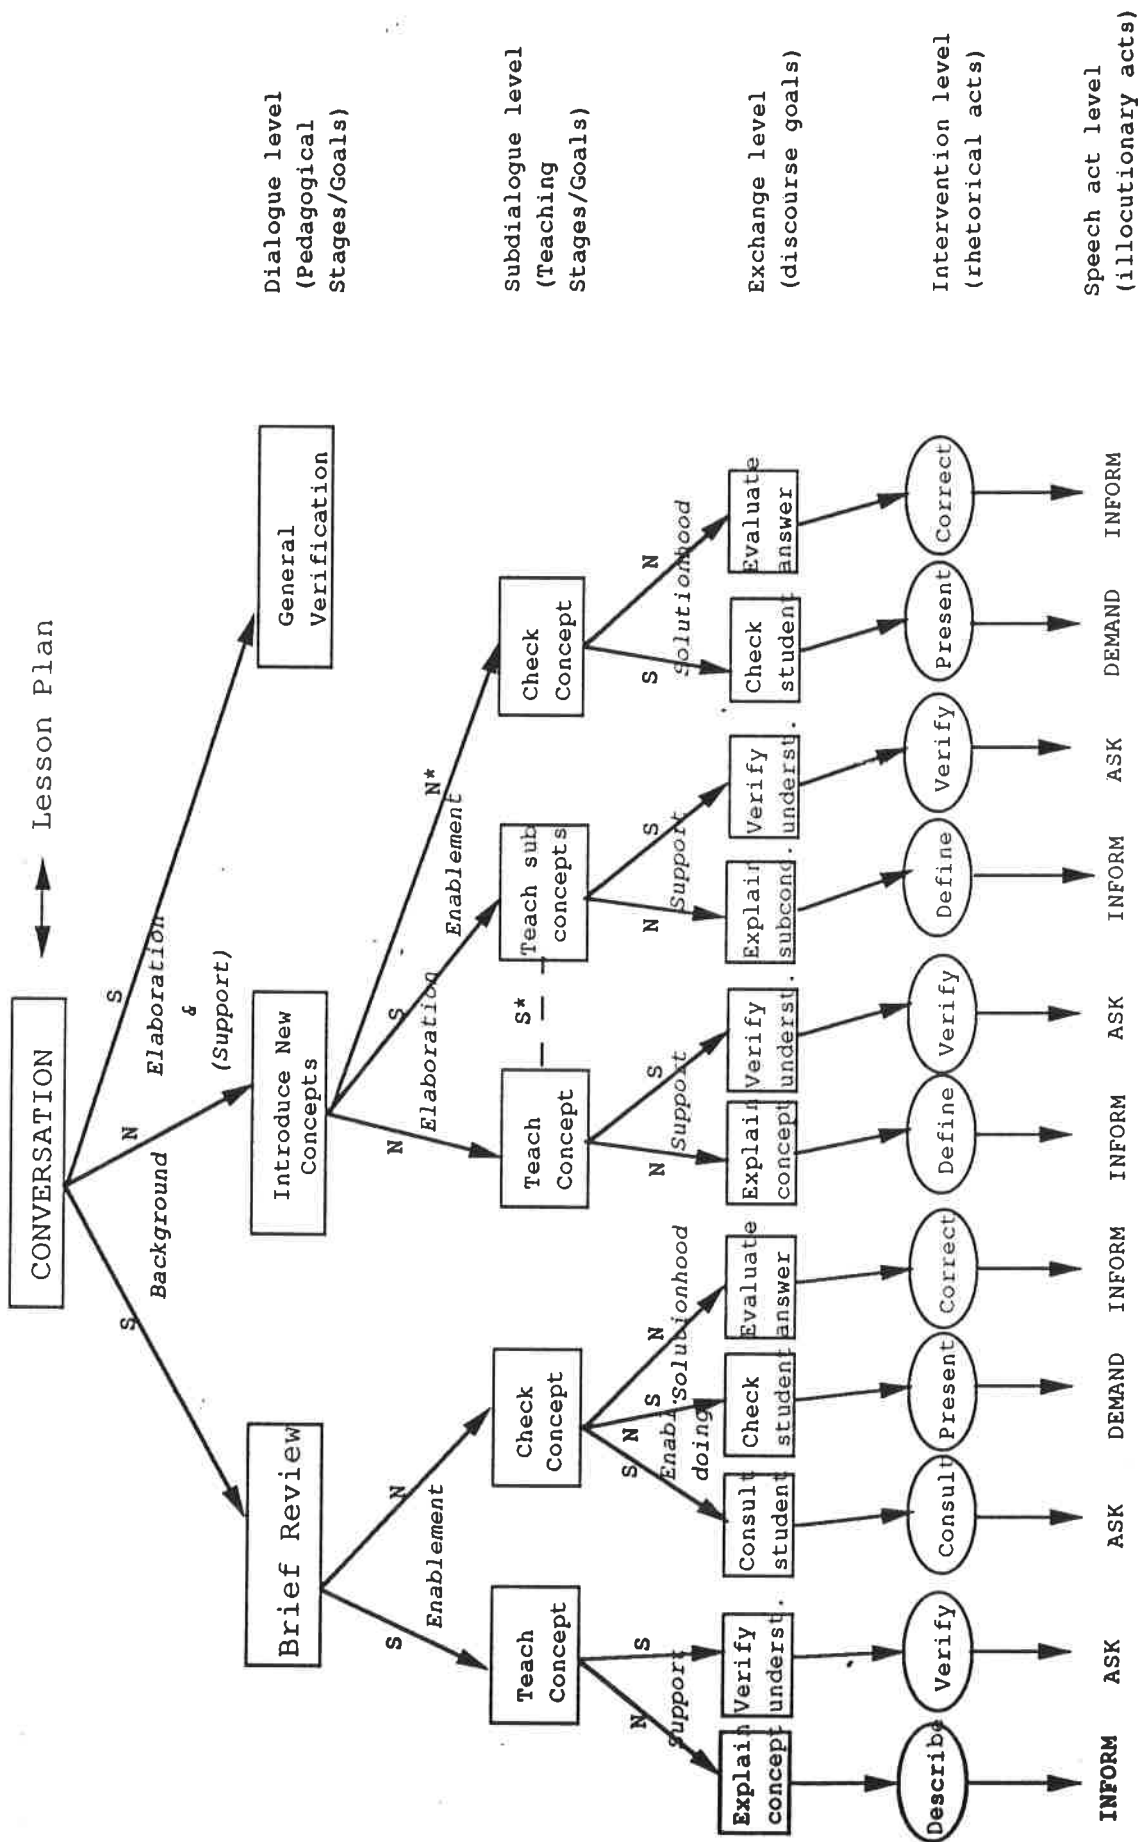 CONVERSATION
Lesson Plan
S
N
S
Background
Elaboration
&
(Support)
Brief Review
Introduce New
Concepts
General
Verification
Dialogue level
(Pedagogical
Stages/Goals)
S
N
Enablement
N
S
N*
Elaboration
Enablement
Teach
Concept
Check
Concept
Teach
Concept
S*
Teach sub
concepts
Check
Concept
Subdialogue level
(Teaching
Stages/Goals)
N
S
support
S
N
S
N
Enabl
doing
Solutionhood
N
S
Support
N
S
Support
S
N
Solutionhood
Explain
concept
Verify
underst.
Consult
student
Check
student
Evaluate
answer
Explain
concept
Verify
underst.
Explain
subconc.
Verify
underst.
Check
student
Evaluate
answer
Exchange level
(discourse goals)
Describe
Verify
Consult
Present
Correct
Define
Verify
Define
Verify
Present
Correct
Intervention level
(rhetorical acts)
INFORM
ASK
ASK
DEMAND
INFORM
INFORM
ASK
INFORM
ASK
DEMAND
INFORM
Speech act level
(illocutionary acts)